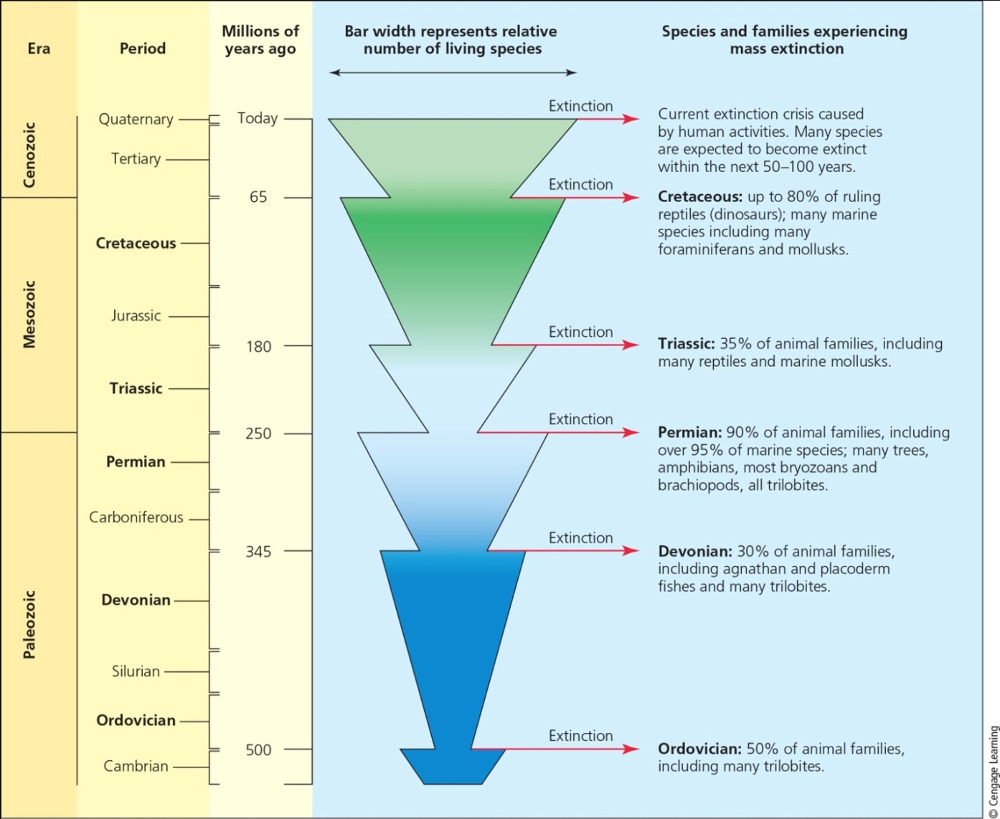 Era
Period
Millions of
years ago
Bar width represents relative
number of living species
Species and families experiencing
mass extinction
Cenozoic
Quaternary
Today
Extinction
Current extinction crisis caused
by human activities. Many species
are expected to become extinct
within the next 50–100 years.
Tertiary
65
Extinction
Cretaceous: up to 80% of ruling
reptiles (dinosaurs); many marine
species including many
foraminiferans and mollusks.
Mesozoic
Cretaceous
Jurassic
180
Extinction
Triassic: 35% of animal families, including
many reptiles and marine mollusks.
Triassic
250
Extinction
Permian: 90% of animal families, including
over 95% of marine species; many trees,
amphibians, most bryozoans and
brachiopods, all trilobites.
Paleozoic
Permian
Carboniferous
345
Extinction
Devonian: 30% of animal families,
including agnathan and placoderm
fishes and many trilobites.
Devonian
Silurian
Ordovician
500
Extinction
Ordovician: 50% of animal families,
including many trilobites.
Cambrian
© Cengage Learning